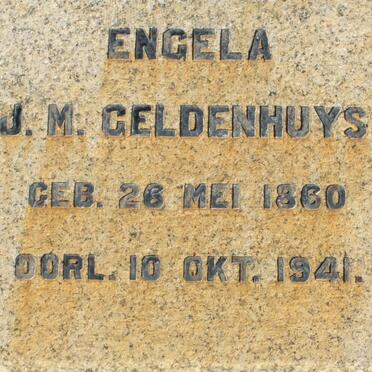 ENGELA
J. M. GELDENHUYS
GEB. 26 MEI 1860
OORL. 10 OKT. 1941.